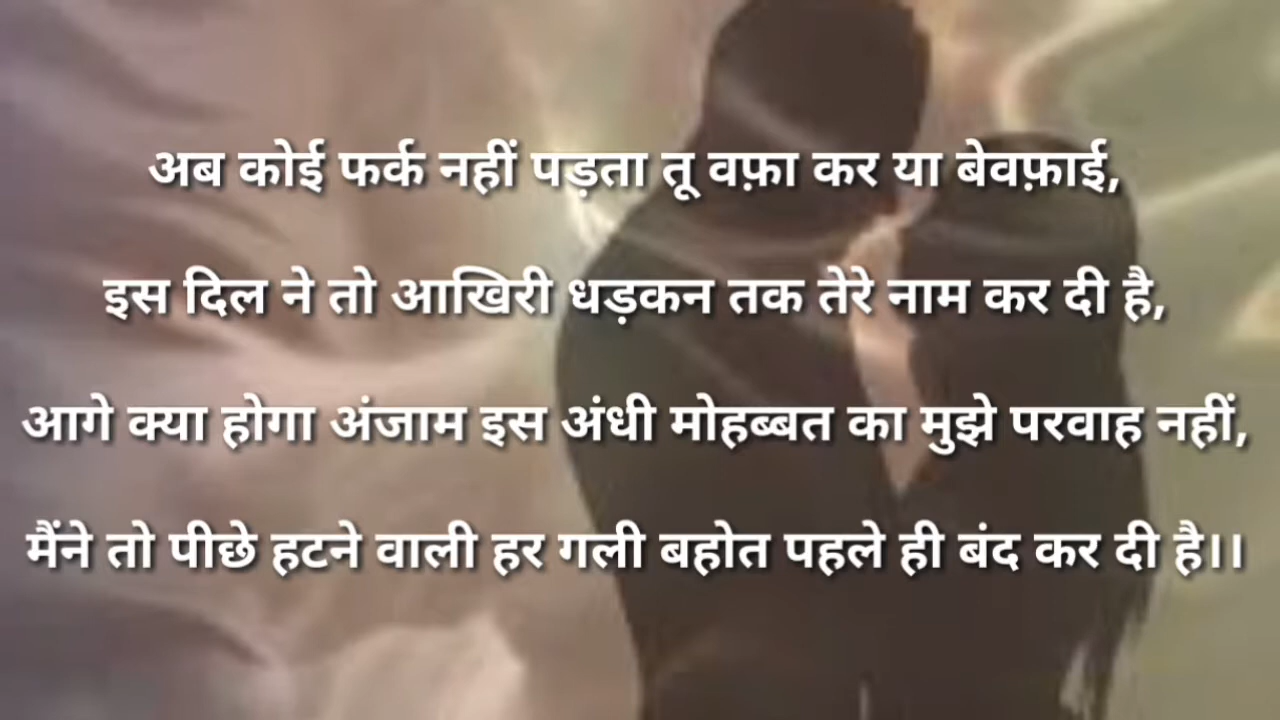 अब कोई फर्क नहीं पड़ता तू वफ़ा कर या बेवफ़ाई,
इस दिल ने तो आखिरी धड़कन तक तेरे नाम कर दी है,
आगे क्या होगा अंजाम इस अंधी मोहब्बत का मुझे परवाह नहीं,
मैंने तो पीछे हटने वाली हर गली बहोत पहले ही बंद कर दी है।।